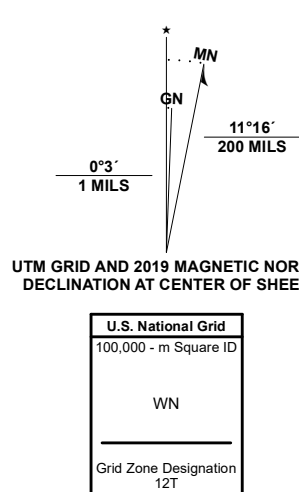 ★
MN
GN
11°16´
200 MILS
0°3´
1 MILS
UTM GRID AND 2019 MAGNETIC NOR
DECLINATION AT CENTER OF SHEE
U.S. National Grid
100,000 - m Square ID
WN
Grid Zone Designation
12T